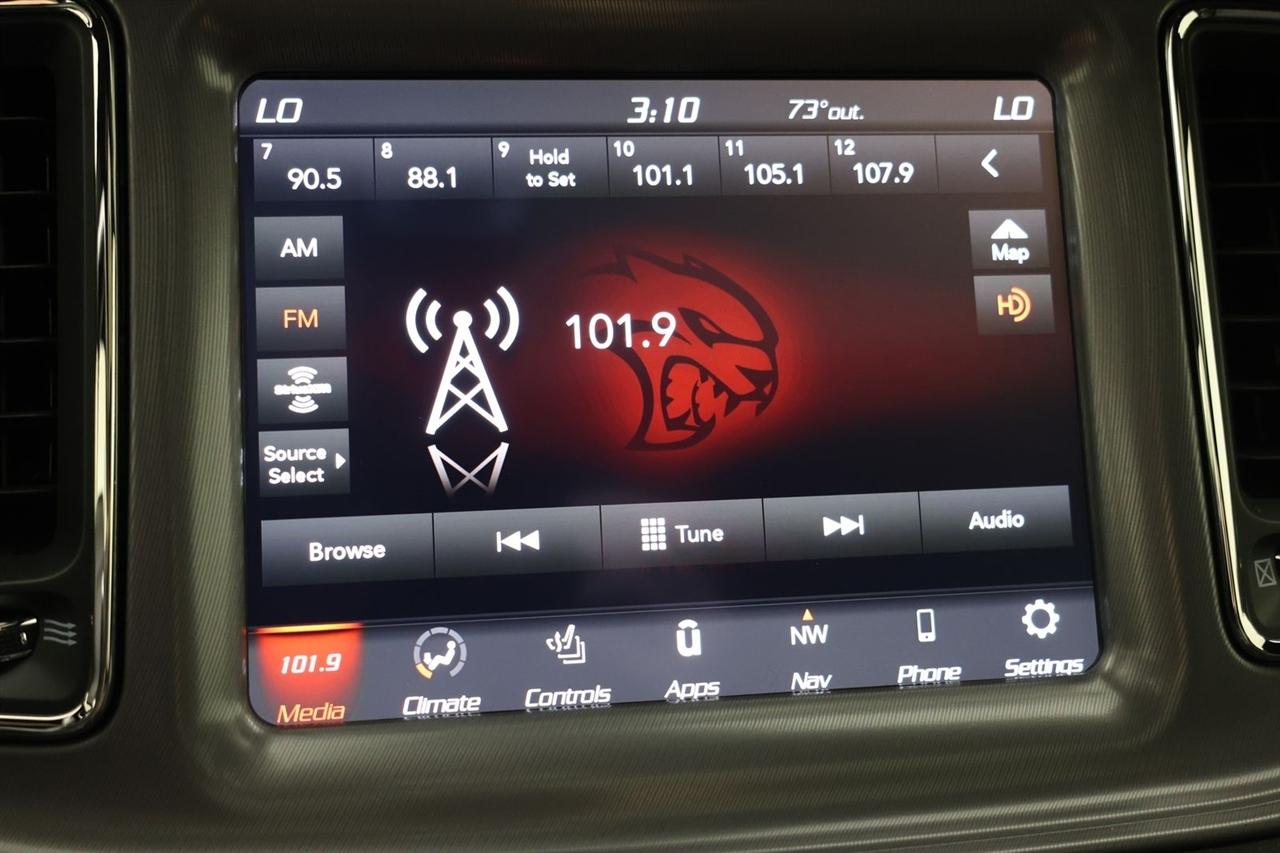 LO 3:10 73° out. LO
7 90.5 8 88.1 9 Hold to Set 10 101.1 11 105.1 12 107.9
AM
Map
FM
HD
101.9
SiriusXM
Source
Select
Browse Tune Audio
101.9 NW
Media Climate Controls Apps Nav Phone Settings